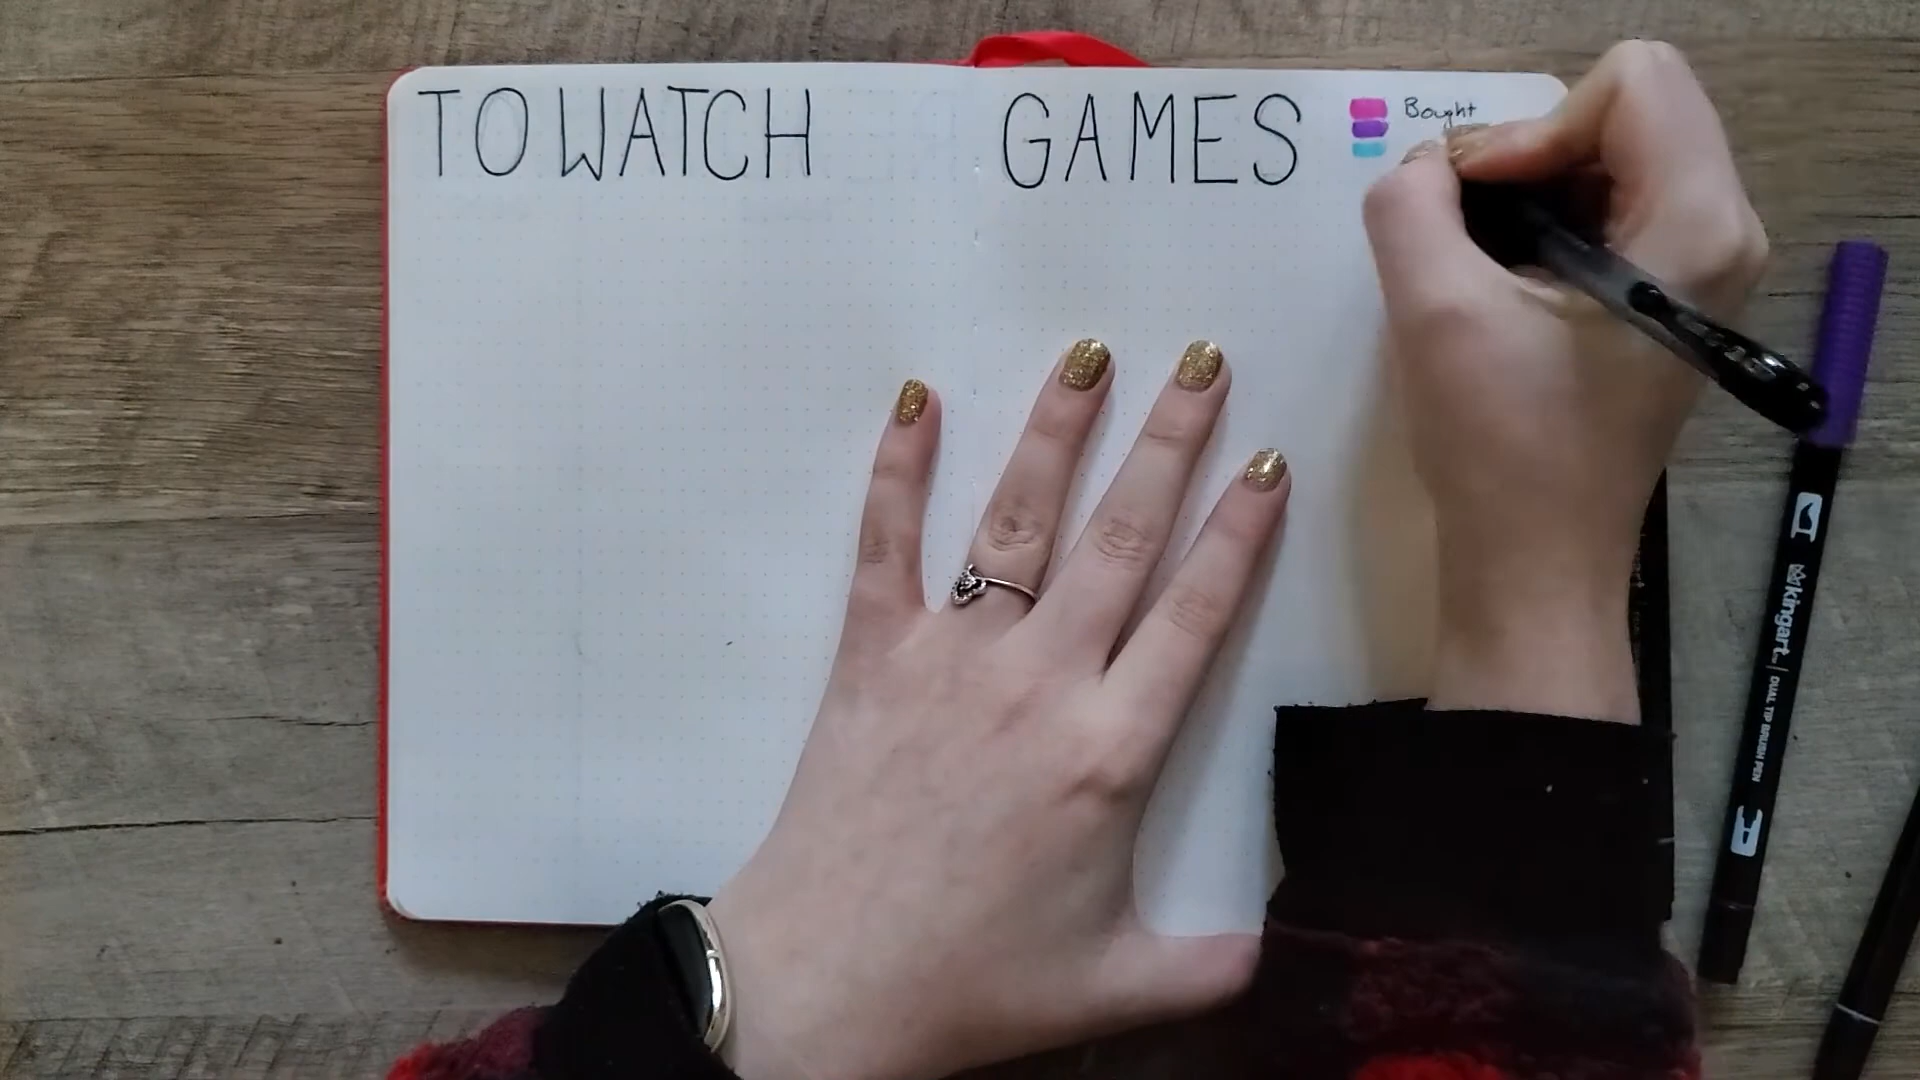 TO WATCH
GAMES
Bought
kingart
DUAL TIP BRUSH PEN